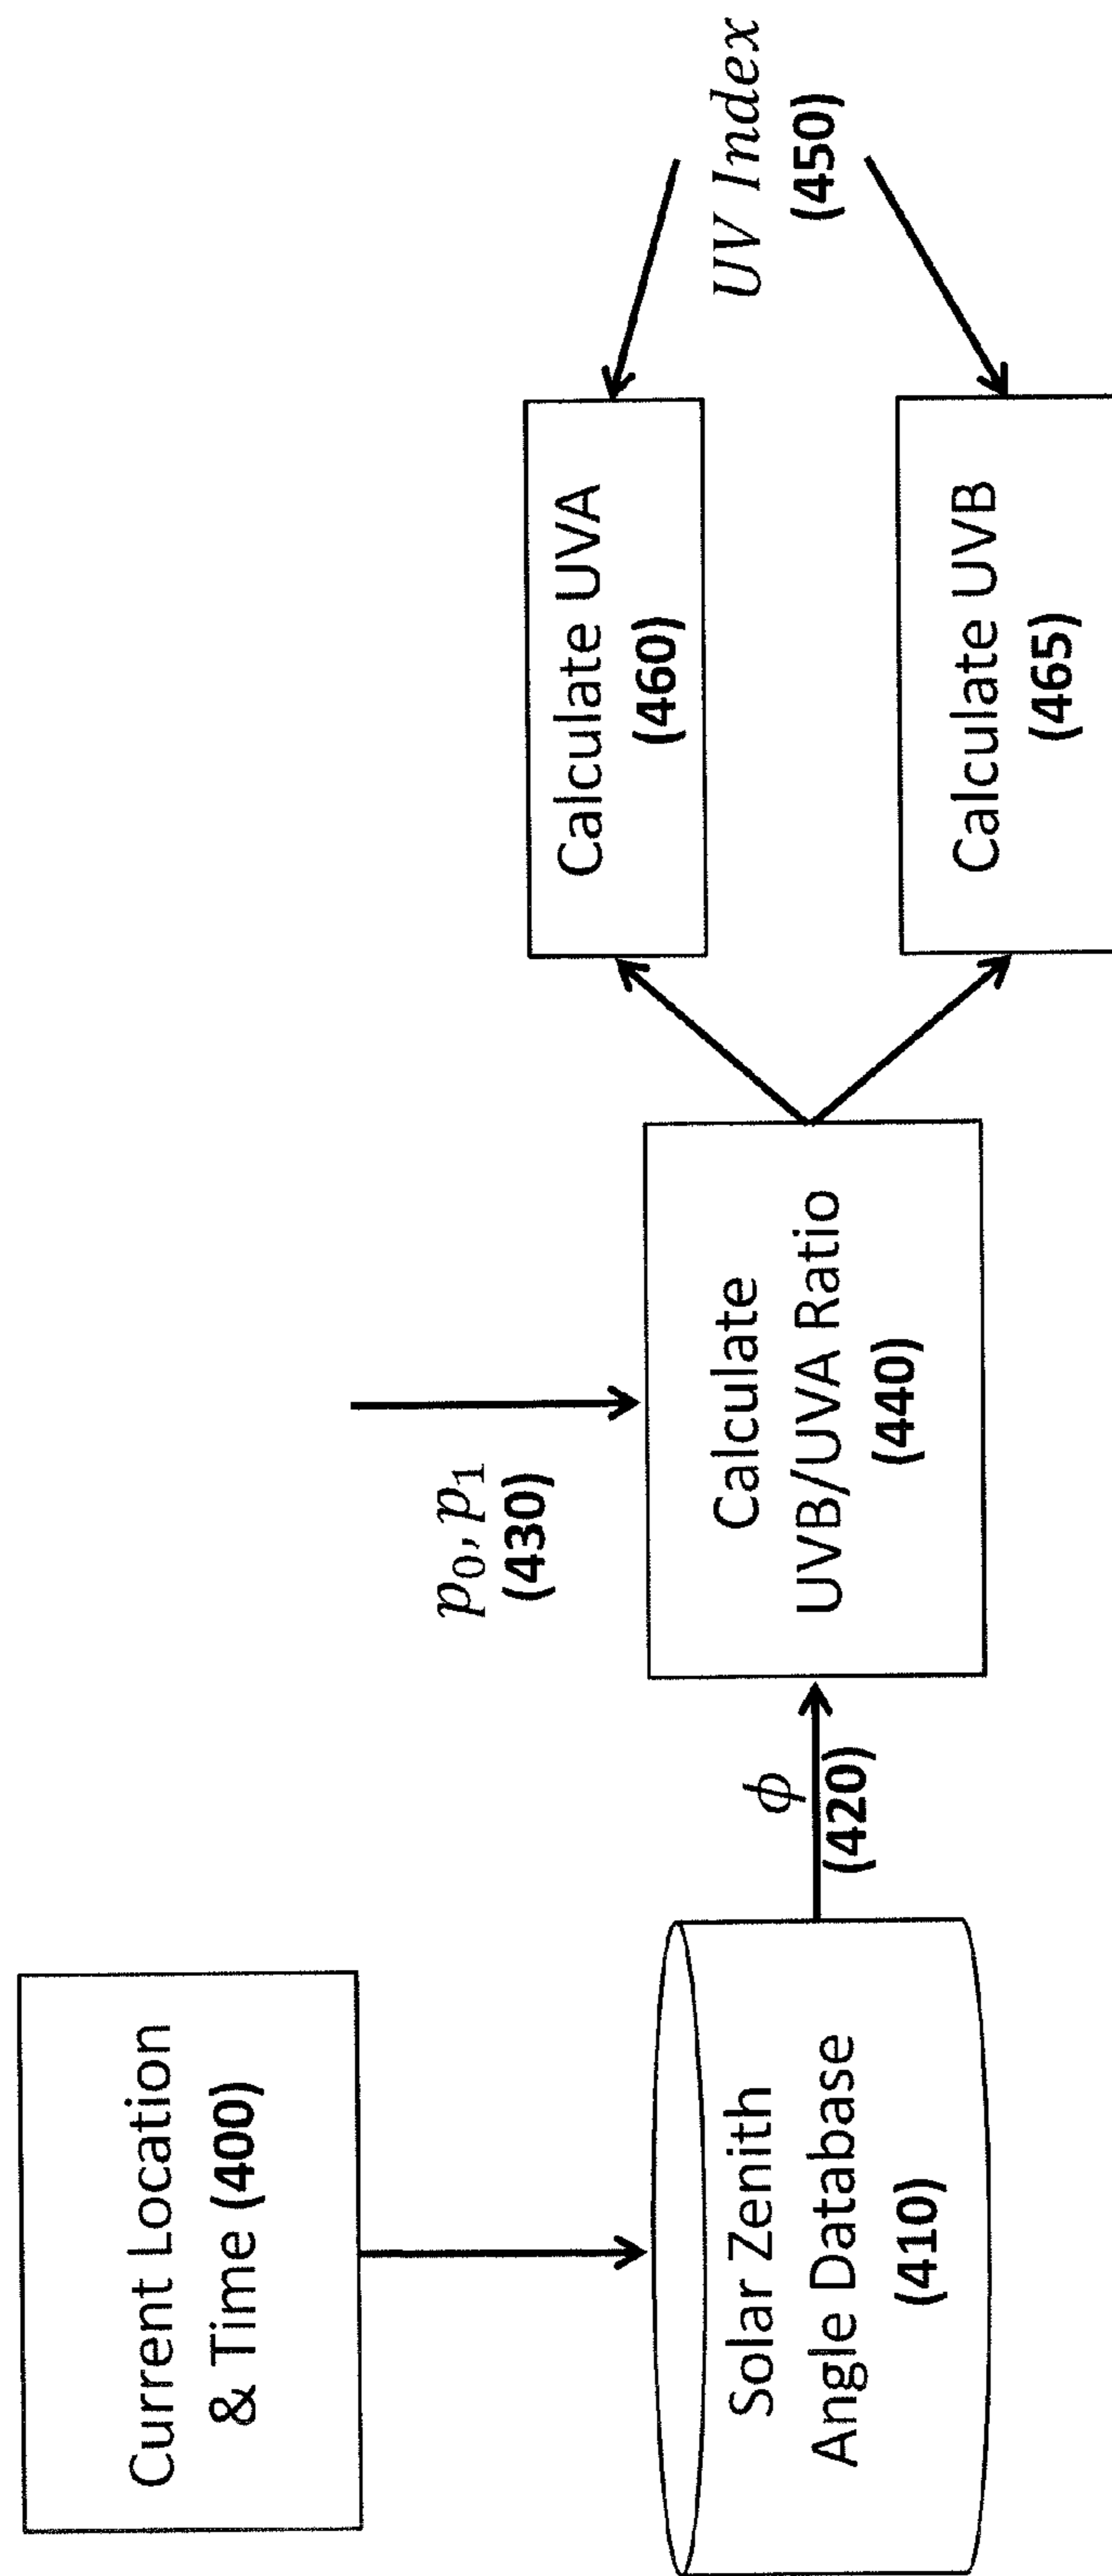 Current Location
& Time (400)
Solar Zenith
Angle Database
(410)
ϕ
(420)
p₀, p₁
(430)
Calculate
UVB/UVA Ratio
(440)
Calculate UVA
(460)
Calculate UVB
(465)
UV Index
(450)